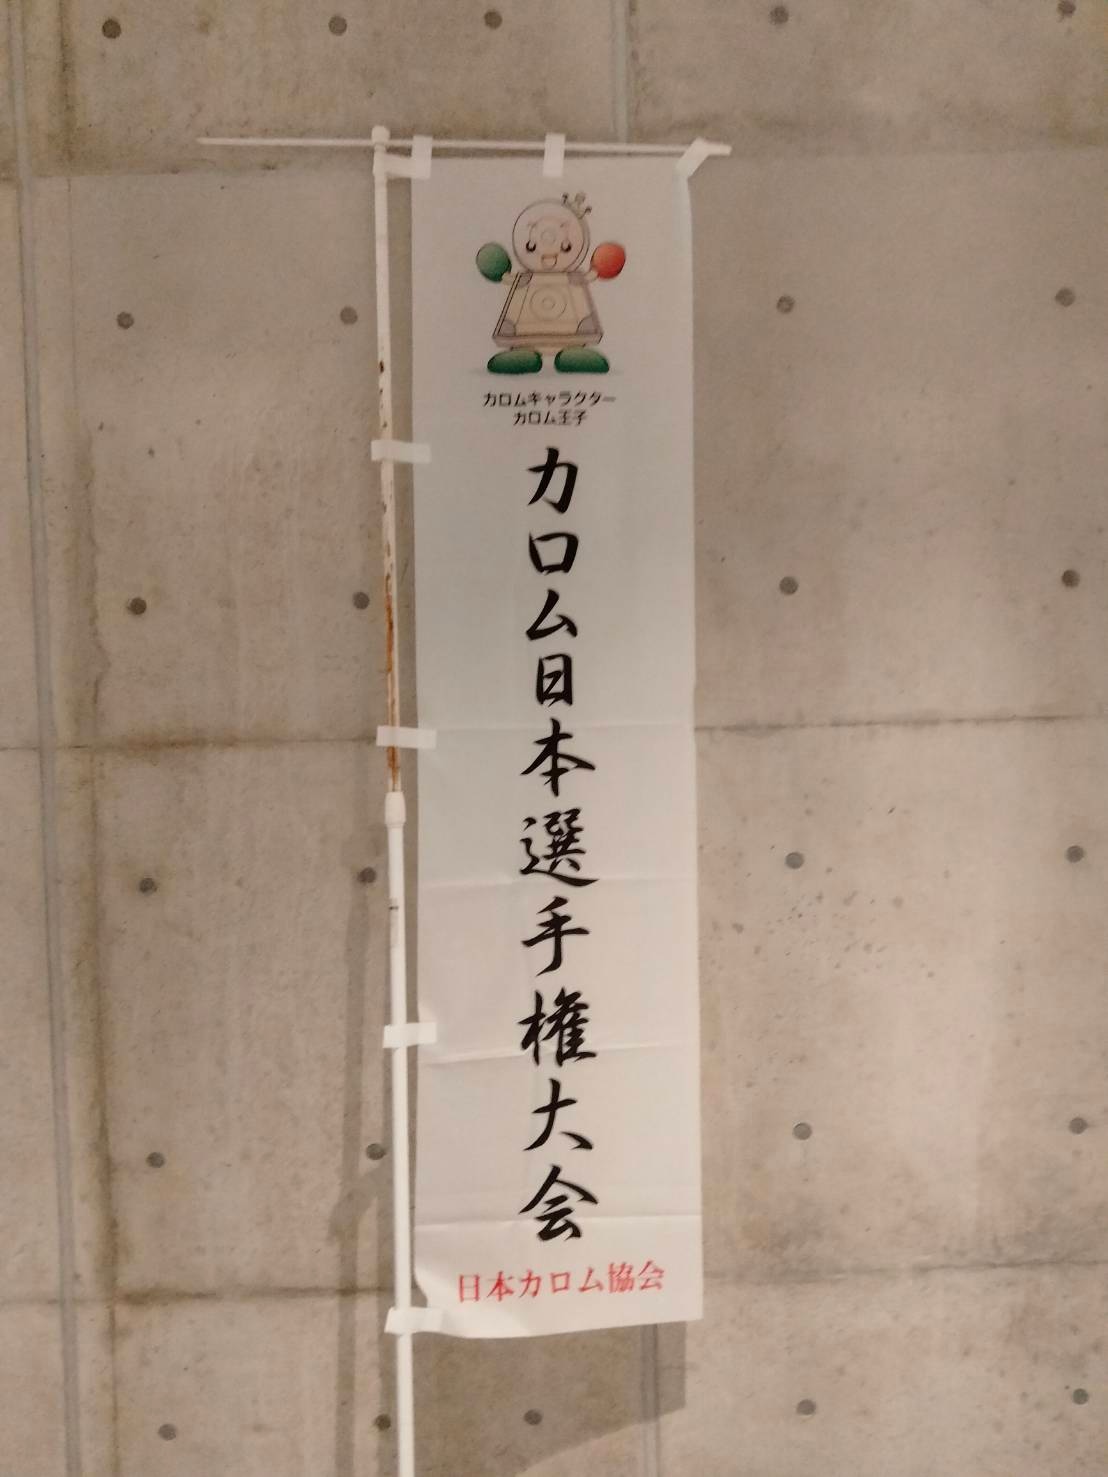 カロムキャラクター
カロム王子
カロム日本選手権大会
日本カロム協会